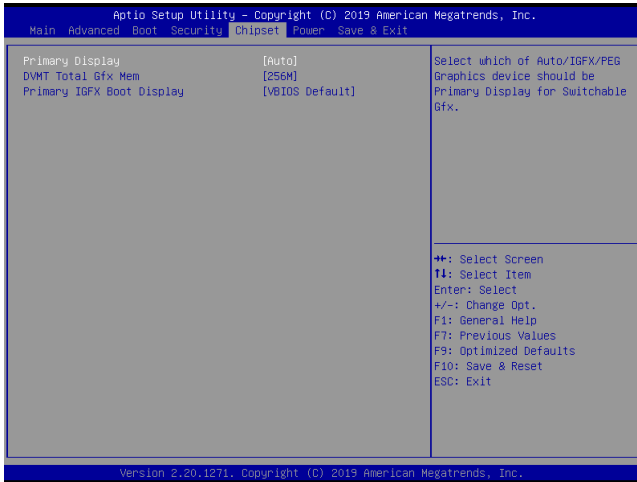 Aptio Setup Utility – Copyright (C) 2019 American Megatrends, Inc.
Main Advanced Boot Security Chipset Power Save & Exit
Primary Display [Auto]
DVMT Total Gfx Mem [256M]
Primary IGFX Boot Display [VBIOS Default]
Select which of Auto/IGFX/PEG
Graphics device should be
Primary Display for Switchable
Gfx.
→←: Select Screen
↑↓: Select Item
Enter: Select
+/-: Change Opt.
F1: General Help
F7: Previous Values
F9: Optimized Defaults
F10: Save & Reset
ESC: Exit
Version 2.20.1271. Copyright (C) 2019 American Megatrends, Inc.